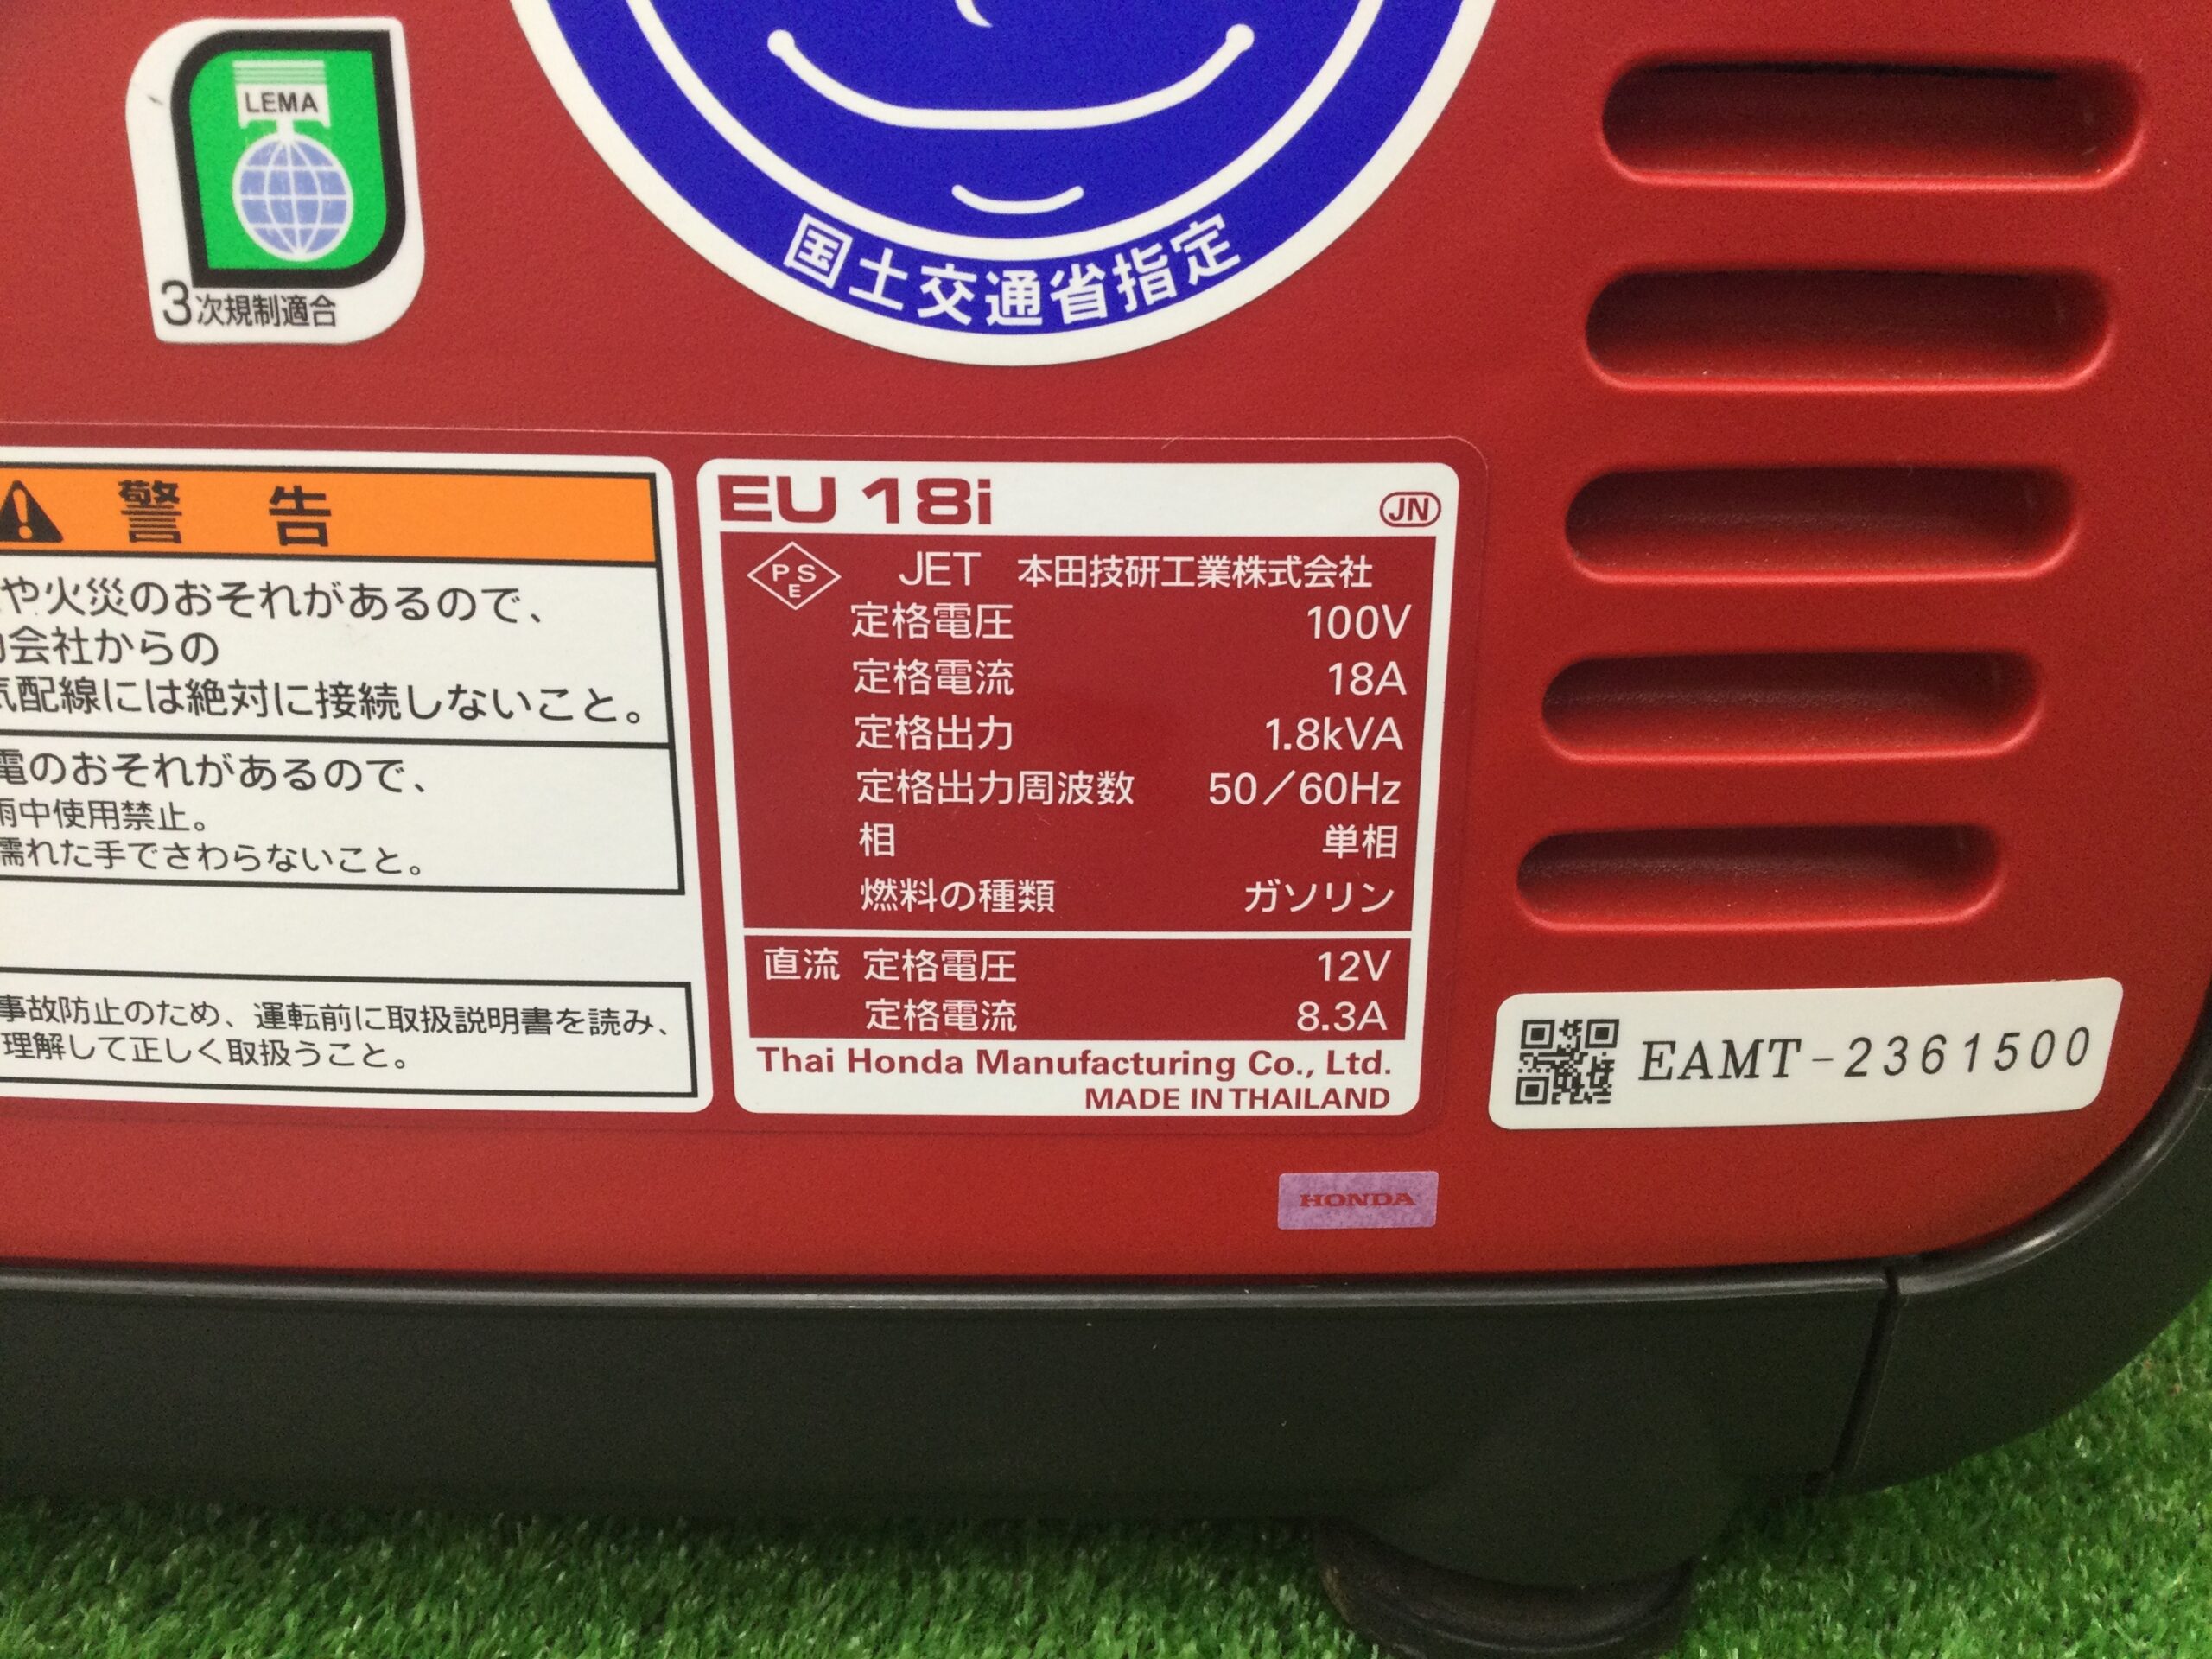 LEMA
3次規制適合
国土交通省指定
警告
や火災のおそれがあるので、
会社からの
配線には絶対に接続しないこと。
電のおそれがあるので、
雨中使用禁止。
濡れた手でさわらないこと。
事故防止のため、運転前に取扱説明書を読み、
理解して正しく取扱うこと。
EU 18i JN
PSE JET 本田技研工業株式会社
定格電圧 100V
定格電流 18A
定格出力 1.8kVA
定格出力周波数 50/60Hz
相 単相
燃料の種類 ガソリン
直流 定格電圧 12V
定格電流 8.3A
Thai Honda Manufacturing Co., Ltd.
MADE IN THAILAND
EAMT-2361500
HONDA